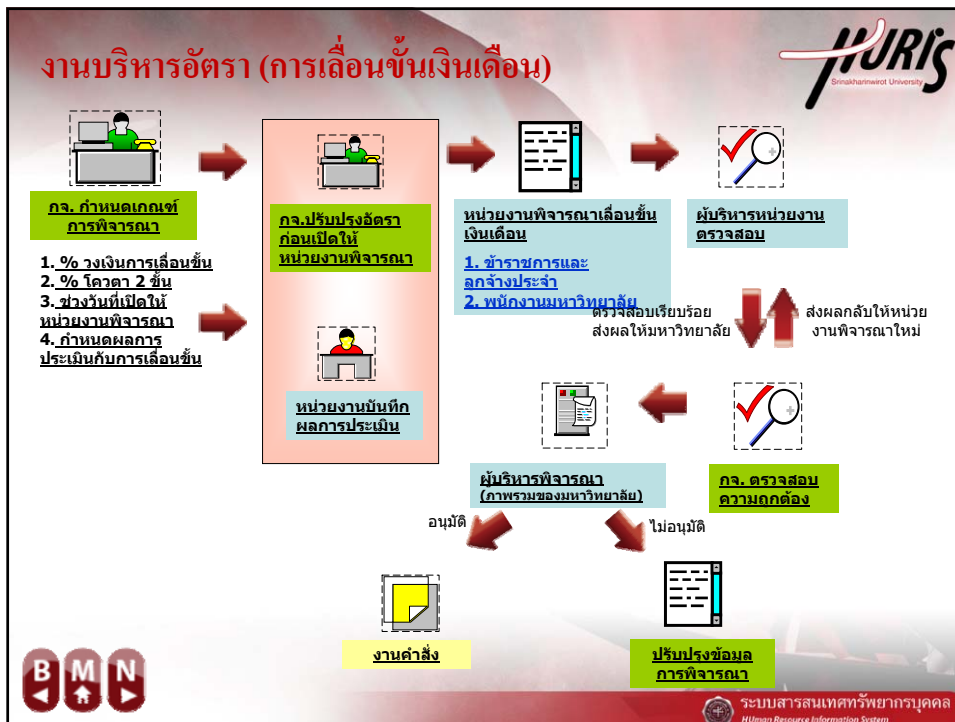 งานบริหารอัตรา (การเลื่อนขั้นเงินเดือน)
HURIS
Srinakharinwirot University
กจ. กำหนดเกณฑ์
การพิจารณา
1. % วงเงินการเลื่อนขั้น
2. % โควตา 2 ขั้น
3. ช่วงวันที่เปิดให้
หน่วยงานพิจารณา
4. กำหนดผลการ
ประเมินกับการเลื่อนขั้น
กจ.ปรับปรุงอัตรา
ก่อนเปิดให้
หน่วยงานพิจารณา
หน่วยงานบันทึก
ผลการประเมิน
หน่วยงานพิจารณาเลื่อนขั้น
เงินเดือน
1. ข้าราชการและ
ลูกจ้างประจำ
2. พนักงานมหาวิทยาลัย
ผู้บริหารหน่วยงาน
ตรวจสอบ
ตรวจสอบเรียบร้อย
ส่งผลให้มหาวิทยาลัย
ส่งผลกลับให้หน่วย
งานพิจารณาใหม่
ผู้บริหารพิจารณา
(ภาพรวมของมหาวิทยาลัย)
กจ. ตรวจสอบ
ความถูกต้อง
อนุมัติ
ไม่อนุมัติ
งานคำสั่ง
ปรับปรุงข้อมูล
การพิจารณา
B M N
ระบบสารสนเทศทรัพยากรบุคคล
HUman Resource Information System